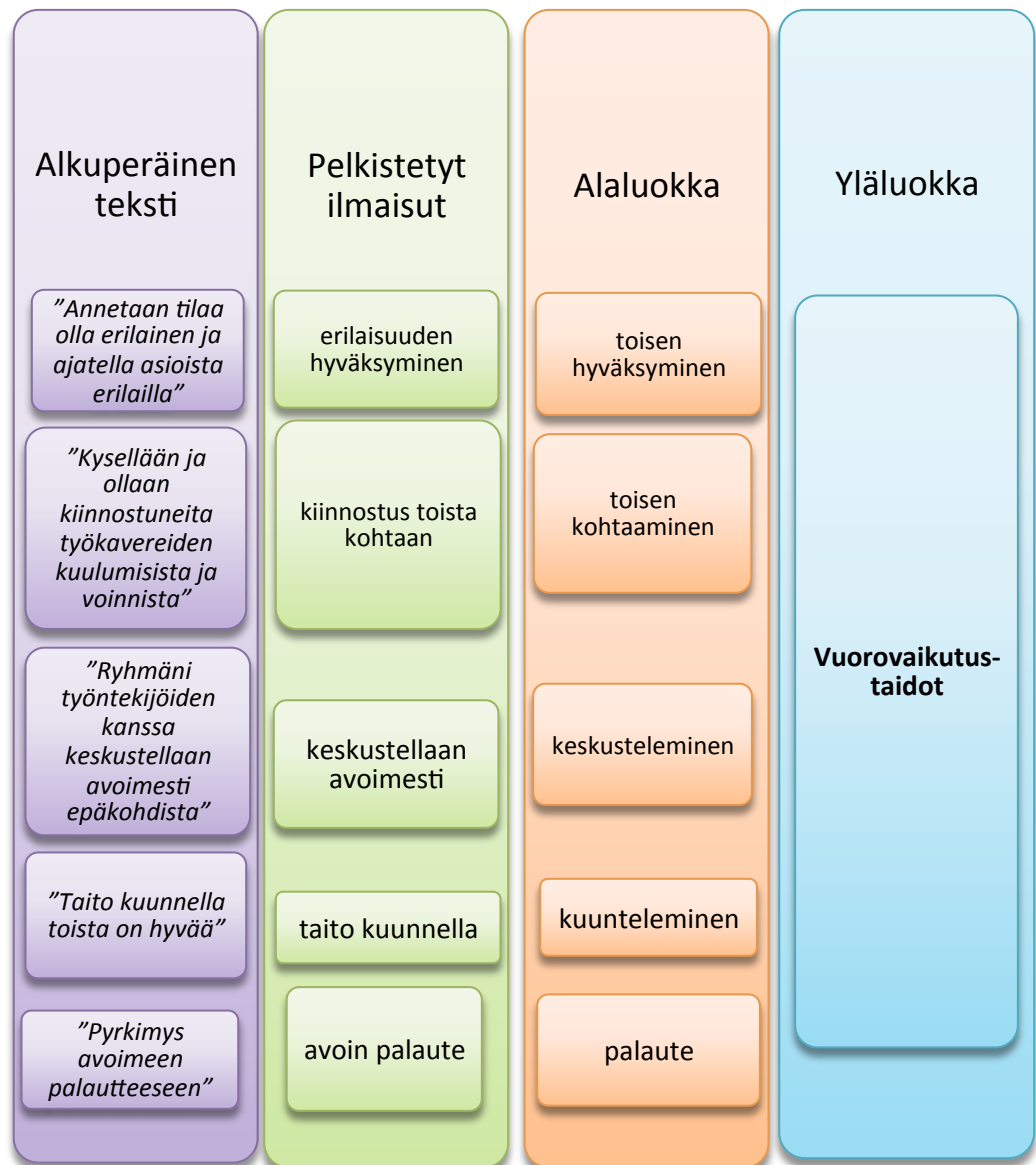 Alkuperäinen
teksti
Pelkistetyt
ilmaisut
Alaluokka
Yläluokka
”Annetaan tilaa
olla erilainen ja
ajatella asioista
erilailla”
erilaisuuden
hyväksyminen
toisen
hyväksyminen
”Kysellään ja
ollaan
kiinnostuneita
työkavereiden
kuulumisista ja
voinnista”
kiinnostus toista
kohtaan
toisen
kohtaaminen
”Ryhmäni
työntekijöiden
kanssa
keskustellaan
avoimesti
epäkohdista”
keskustellaan
avoimesti
keskusteleminen
”Taito kuunnella
toista on hyvää”
taito kuunnella
kuunteleminen
”Pyrkimys
avoimeen
palautteeseen”
avoin palaute
palaute
Vuorovaikutus-
taidot